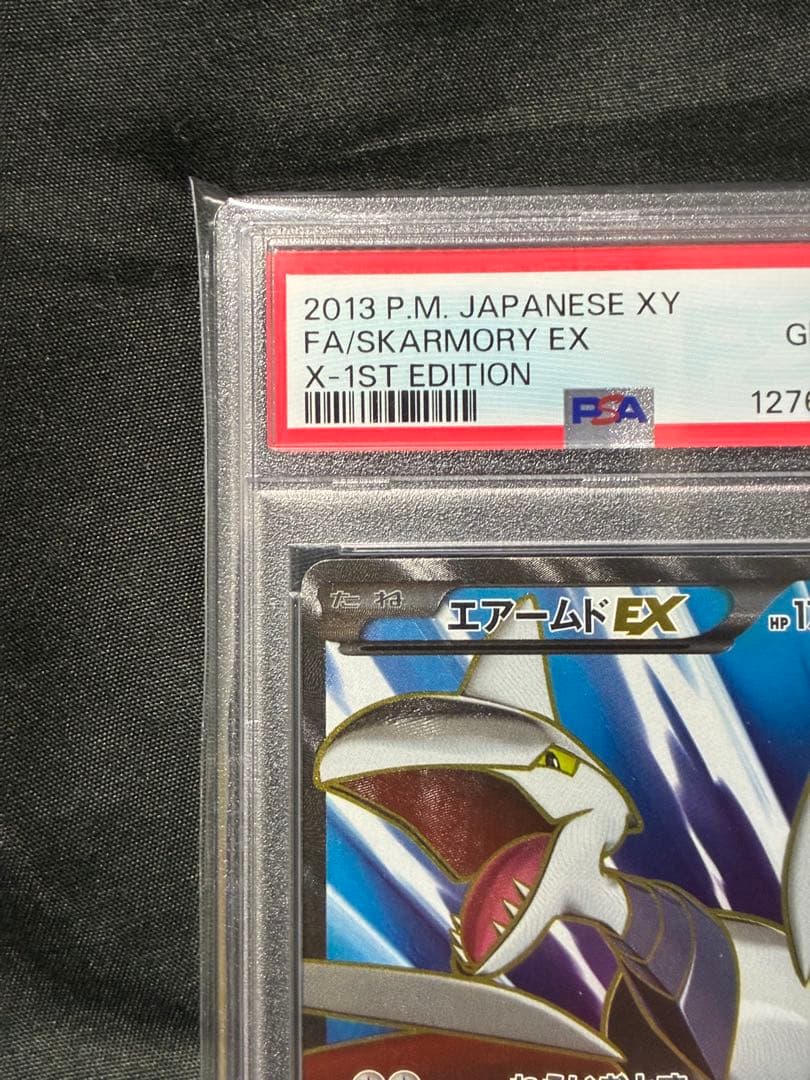 2013 P.M. JAPANESE XY
FA/SKARMORY EX
X-1ST EDITION
PSA
たね
エアームドEX
HP